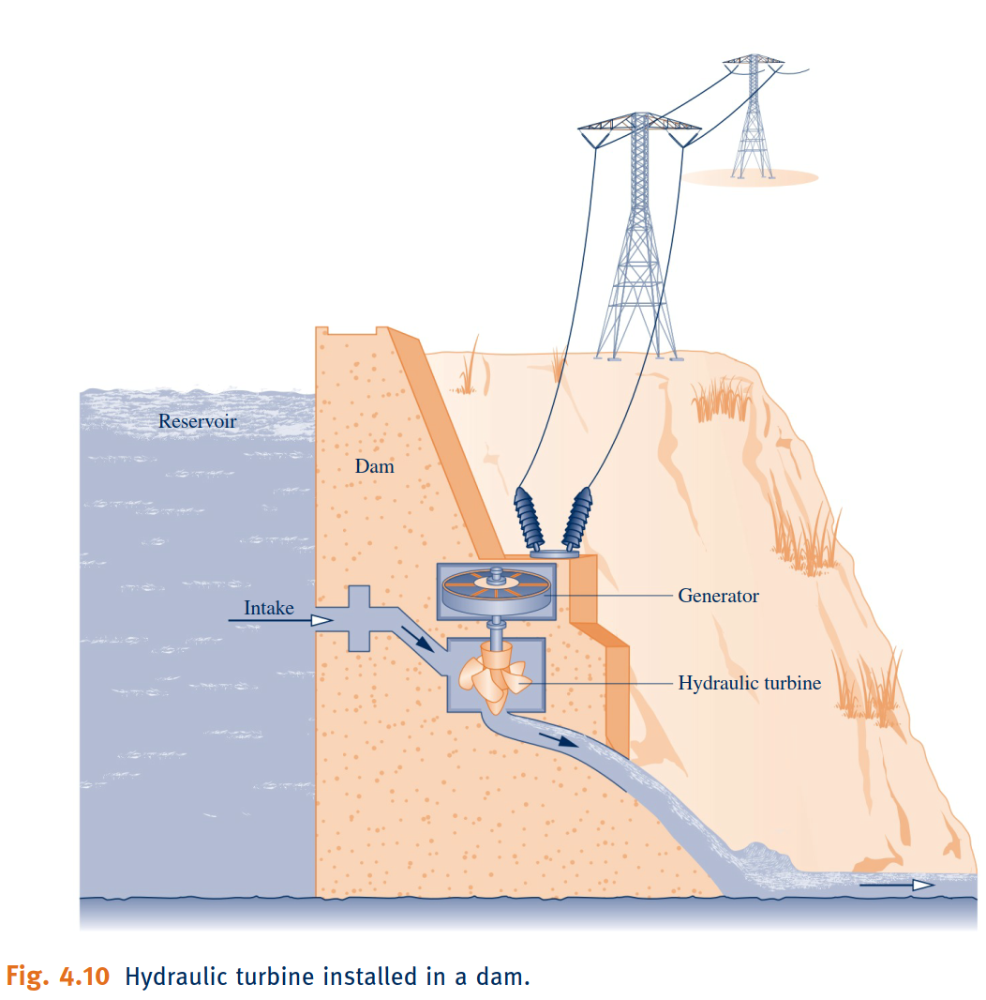 Reservoir
Dam
Intake
Generator
Hydraulic turbine
Fig. 4.10 Hydraulic turbine installed in a dam.